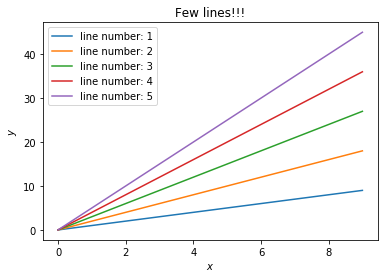 Few lines!!!
line number: 1
line number: 2
line number: 3
line number: 4
line number: 5
40
30
20
10
0
y
0 2 4 6 8
x